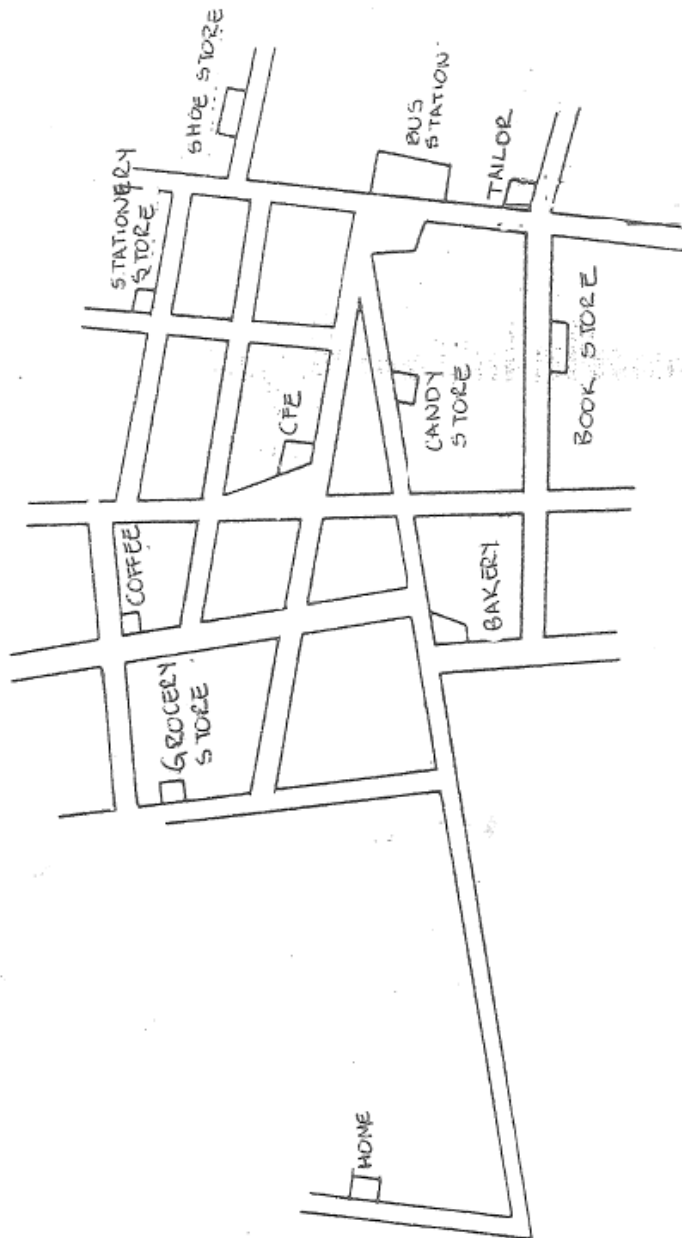 SHOE STORE
STATIONERY
STORE
BUS
STATION
TAILOR
CFE
CANDY
STORE
BOOK STORE
COFFEE
BAKERY
GROCERY
STORE
HOME